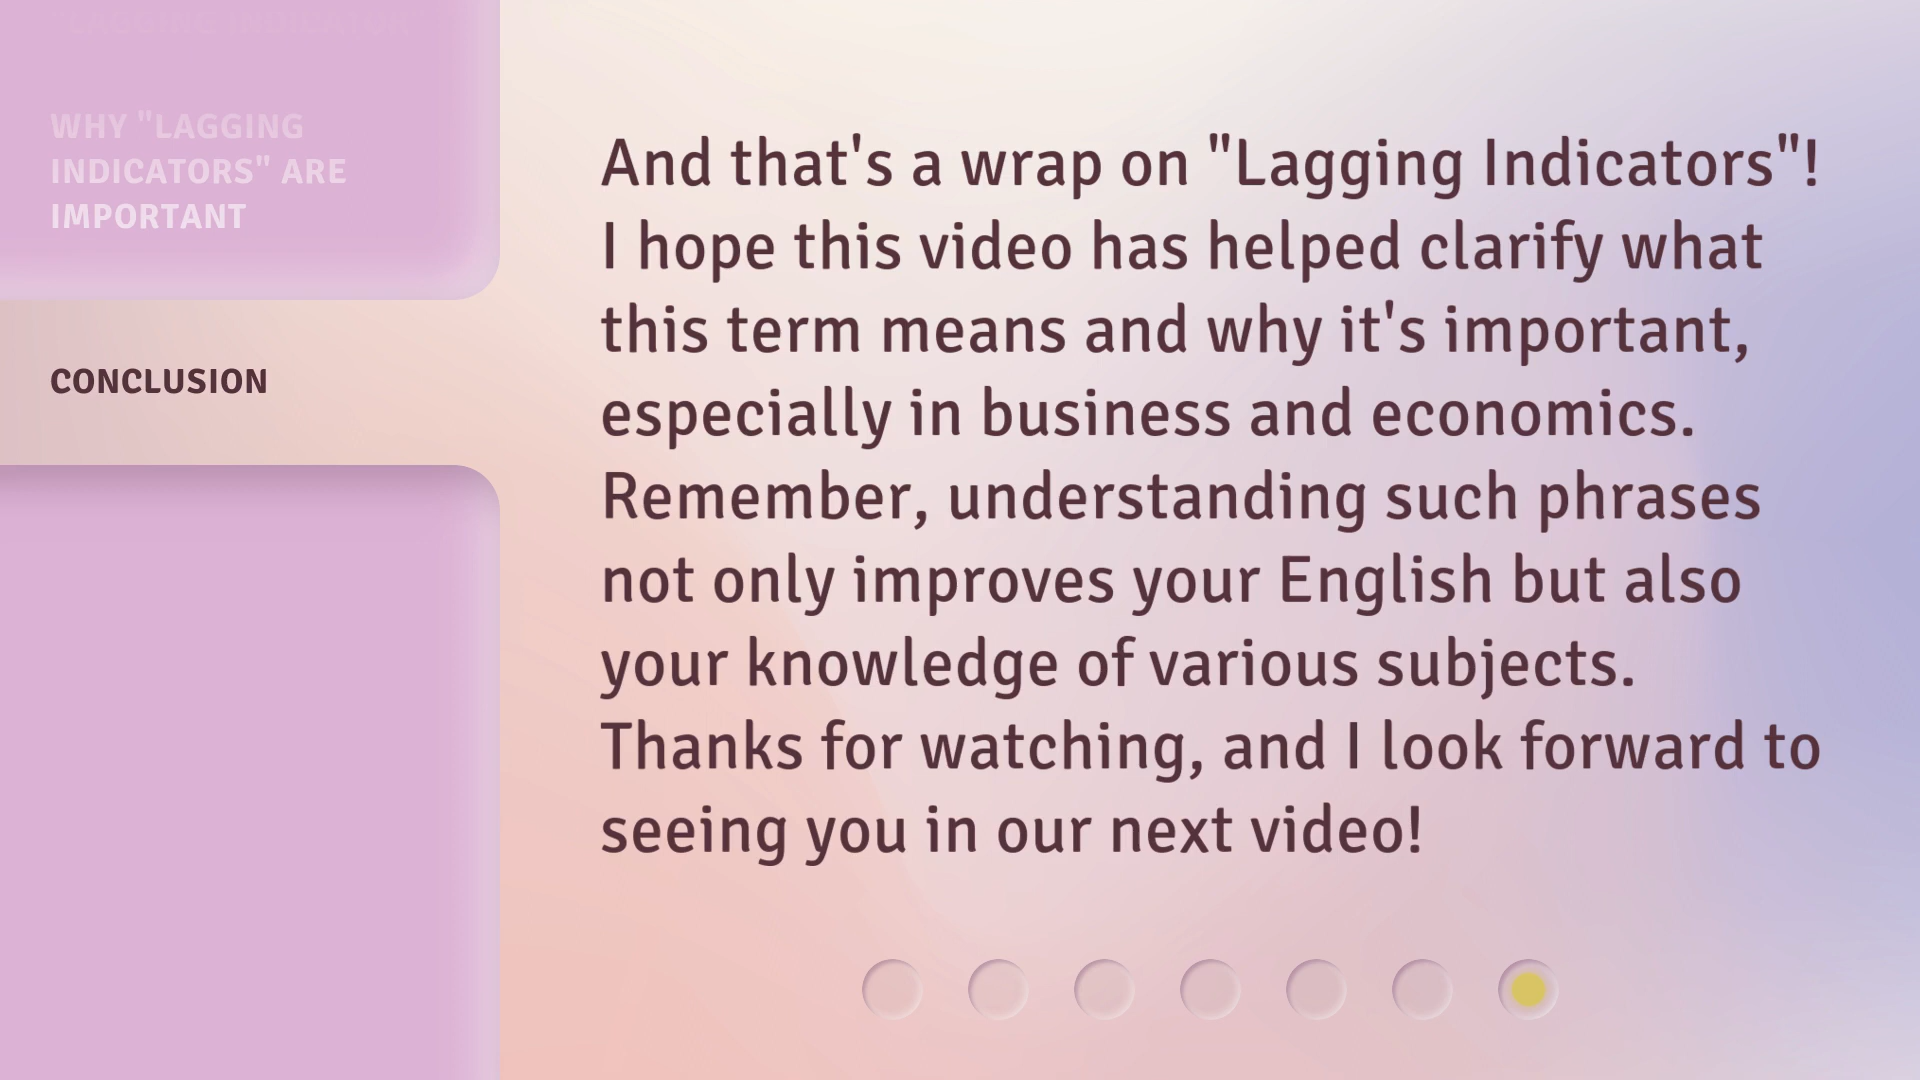 WHY "LAGGING
INDICATORS" ARE
IMPORTANT
CONCLUSION
And that's a wrap on "Lagging Indicators"!
I hope this video has helped clarify what
this term means and why it's important,
especially in business and economics.
Remember, understanding such phrases
not only improves your English but also
your knowledge of various subjects.
Thanks for watching, and I look forward to
seeing you in our next video!